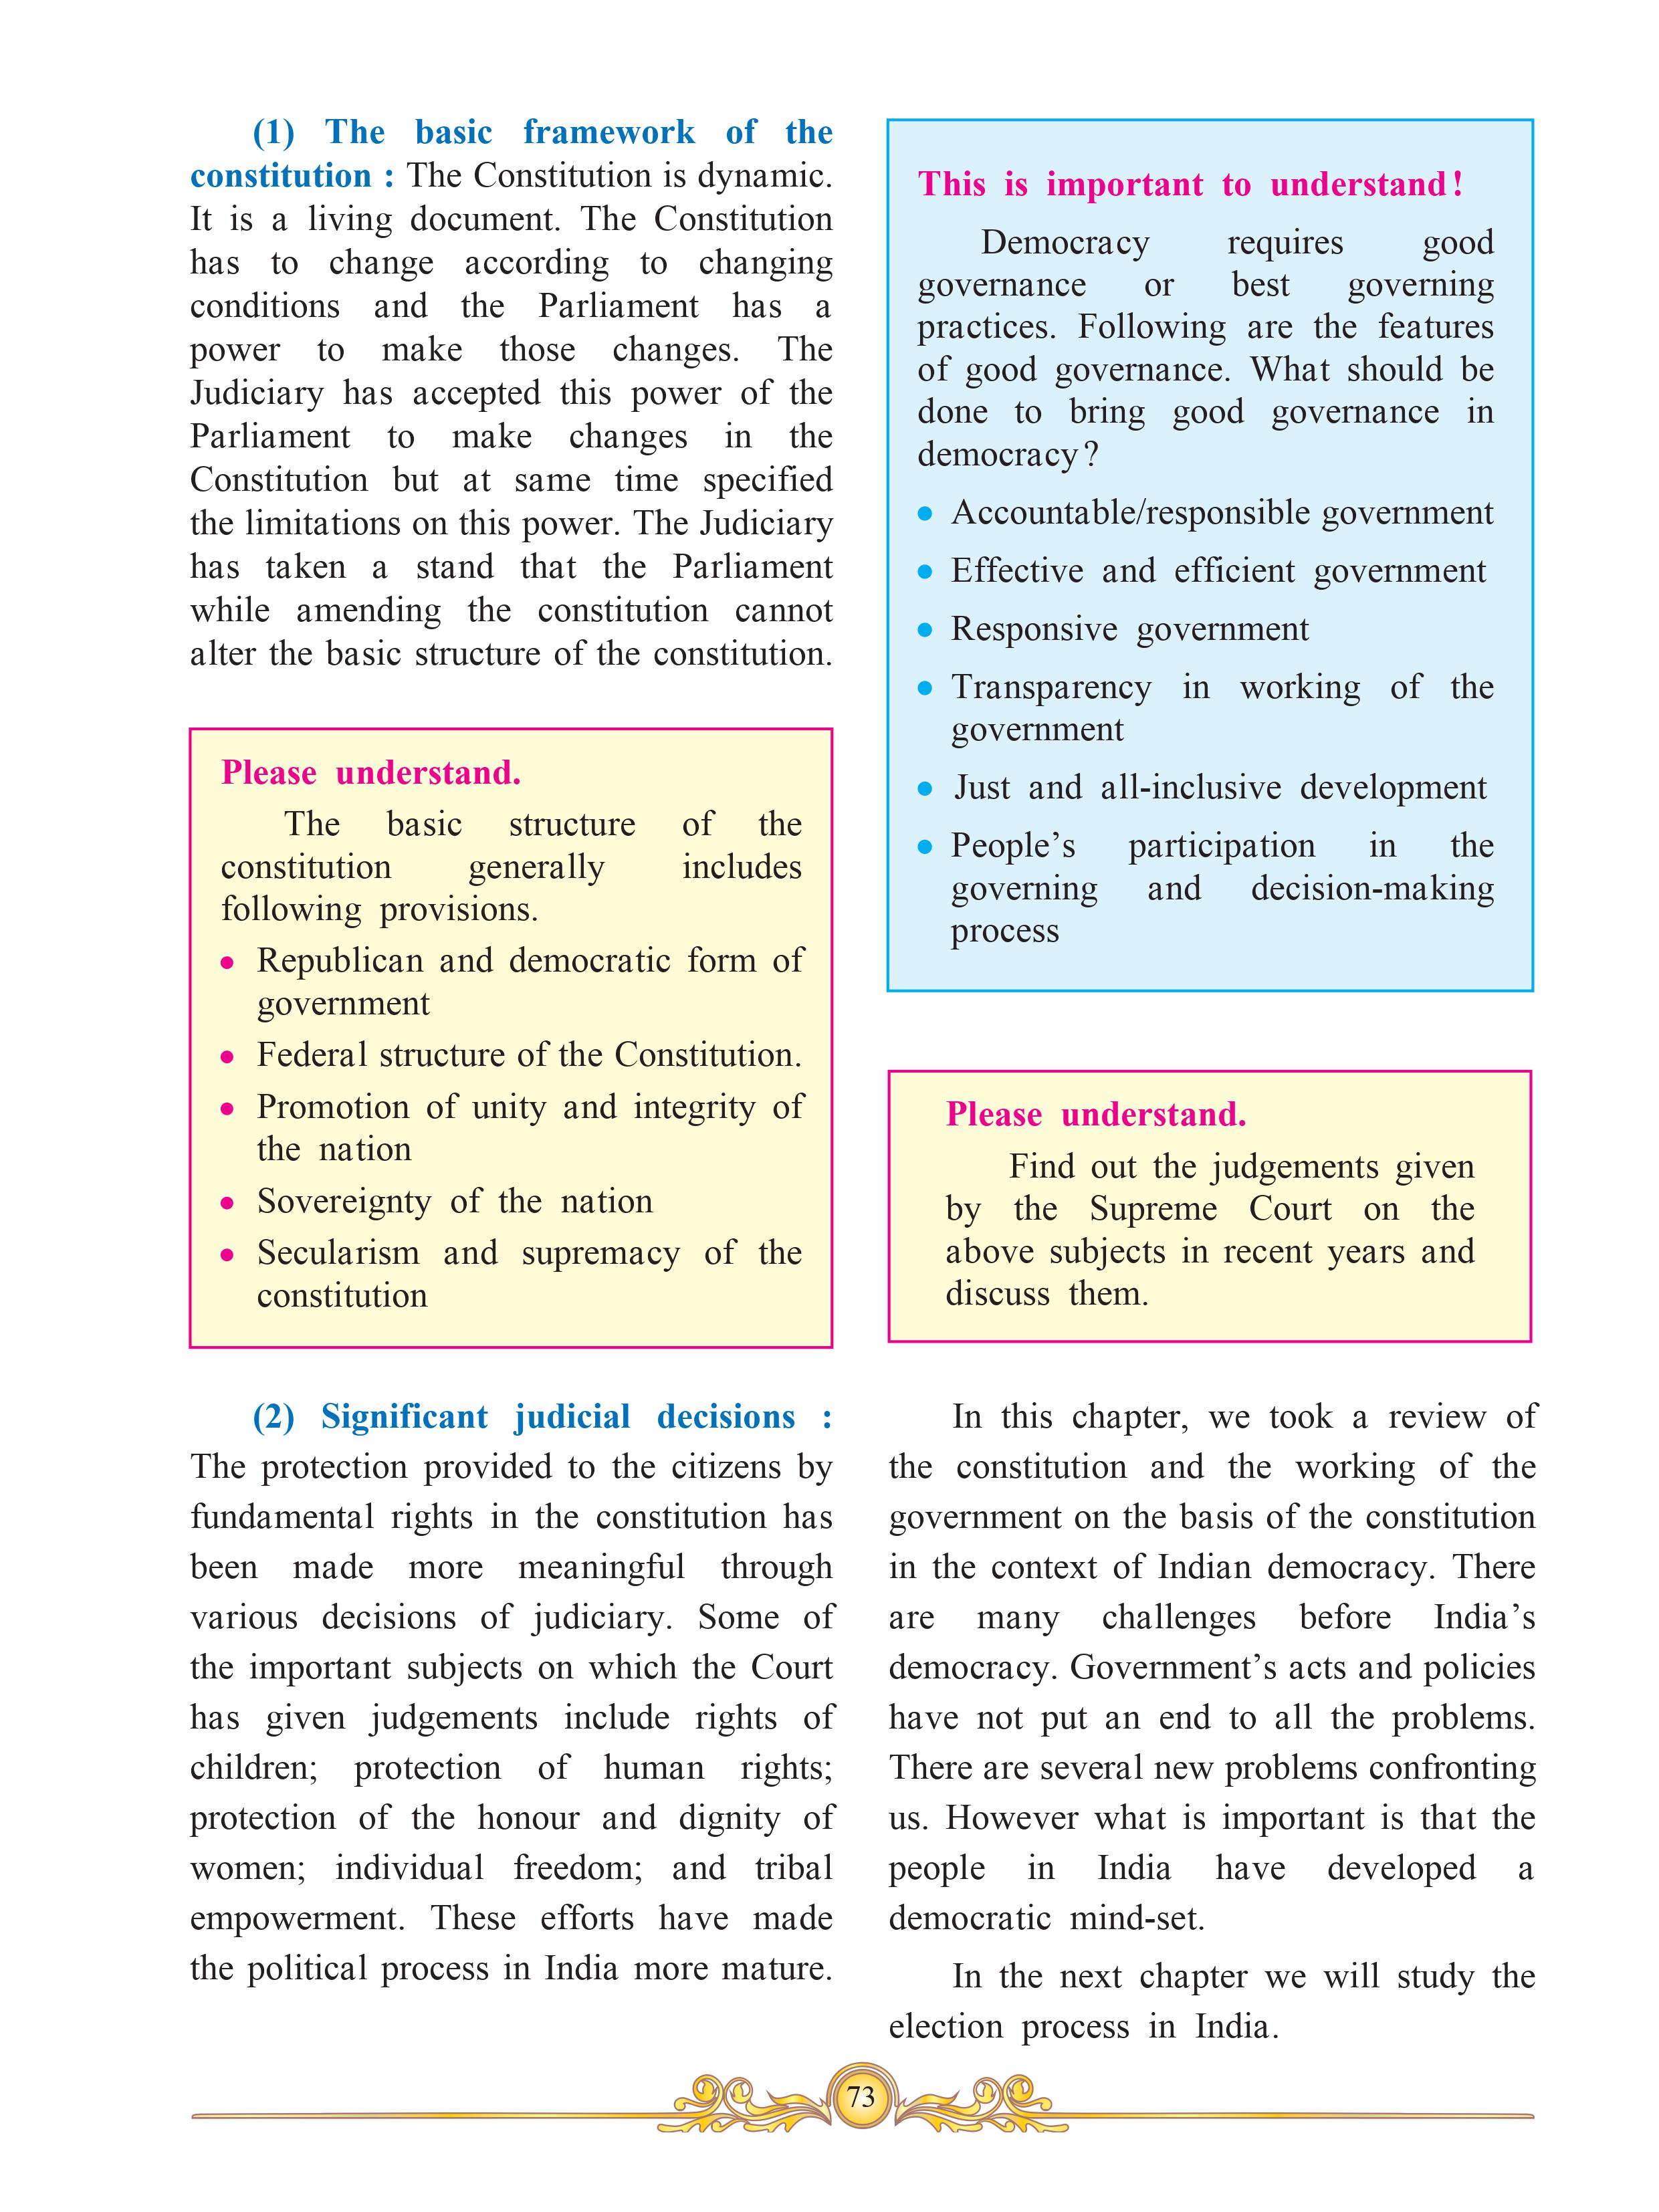 (1) The basic framework of the
constitution : The Constitution is dynamic.
It is a living document. The Constitution
has to change according to changing
conditions and the Parliament has a
power to make those changes. The
Judiciary has accepted this power of the
Parliament to make changes in the
Constitution but at same time specified
the limitations on this power. The Judiciary
has taken a stand that the Parliament
while amending the constitution cannot
alter the basic structure of the constitution.
Please understand.
The basic structure of the
constitution generally includes
following provisions.
• Republican and democratic form of
government
• Federal structure of the Constitution.
• Promotion of unity and integrity of
the nation
• Sovereignty of the nation
• Secularism and supremacy of the
constitution
(2) Significant judicial decisions :
The protection provided to the citizens by
fundamental rights in the constitution has
been made more meaningful through
various decisions of judiciary. Some of
the important subjects on which the Court
has given judgements include rights of
children; protection of human rights;
protection of the honour and dignity of
women; individual freedom; and tribal
empowerment. These efforts have made
the political process in India more mature.
This is important to understand!
Democracy requires good
governance or best governing
practices. Following are the features
of good governance. What should be
done to bring good governance in
democracy?
• Accountable/responsible government
• Effective and efficient government
• Responsive government
• Transparency in working of the
government
• Just and all-inclusive development
• People’s participation in the
governing and decision-making
process
Please understand.
Find out the judgements given
by the Supreme Court on the
above subjects in recent years and
discuss them.
In this chapter, we took a review of
the constitution and the working of the
government on the basis of the constitution
in the context of Indian democracy. There
are many challenges before India’s
democracy. Government’s acts and policies
have not put an end to all the problems.
There are several new problems confronting
us. However what is important is that the
people in India have developed a
democratic mind-set.
In the next chapter we will study the
election process in India.
73